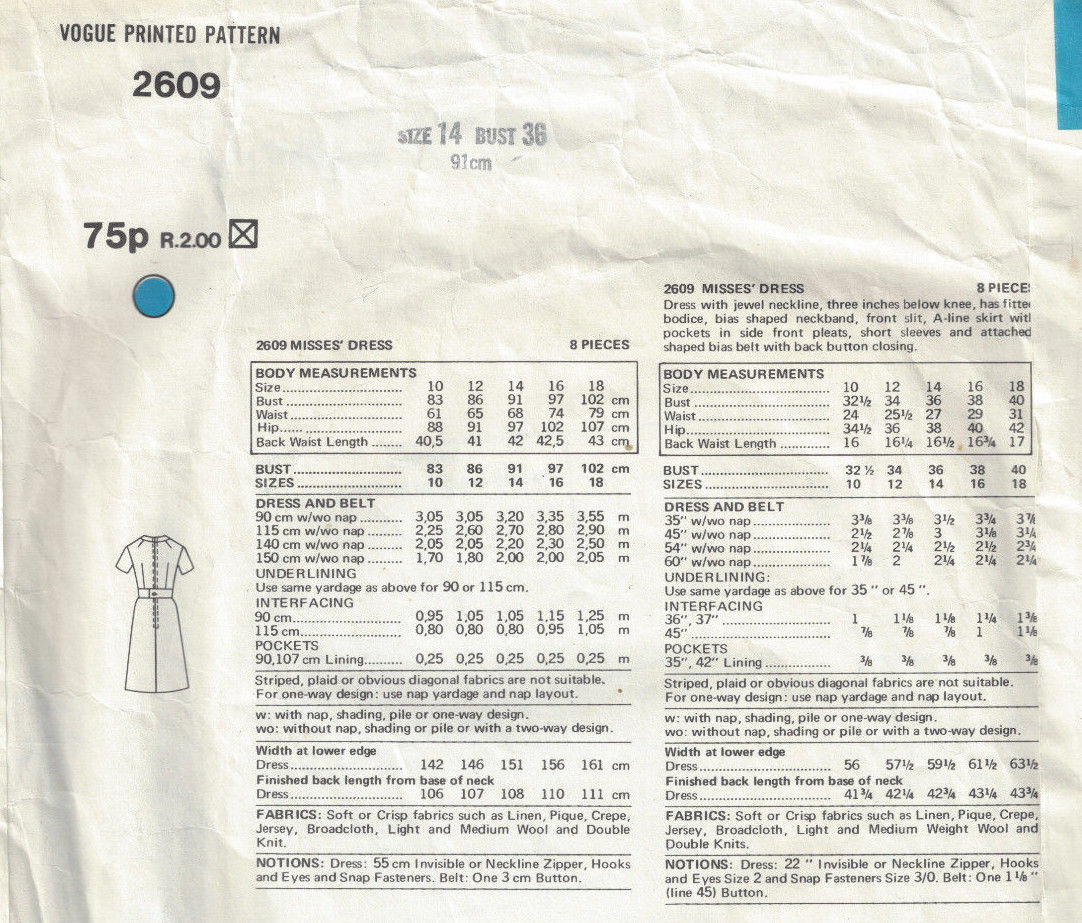 VOGUE PRINTED PATTERN
2609
SIZE 14 BUST 36
91cm
75p R.2.00
2609 MISSES' DRESS 8 PIECES
BODY MEASUREMENTS
Size 10 12 14 16 18
Bust 83 86 91 97 102 cm
Waist 61 65 68 74 79 cm
Hip 88 91 97 102 107 cm
Back Waist Length 40,5 41 42 42,5 43 cm
BUST 83 86 91 97 102 cm
SIZES 10 12 14 16 18
DRESS AND BELT
90 cm w/wo nap 3,05 3,05 3,20 3,35 3,55 m
115 cm w/wo nap 2,25 2,60 2,70 2,80 2,90 m
140 cm w/wo nap 2,05 2,05 2,20 2,30 2,50 m
150 cm w/wo nap 1,70 1,80 2,00 2,00 2,05 m
UNDERLINING
Use same yardage as above for 90 or 115 cm.
INTERFACING
90 cm 0,95 1,05 1,05 1,15 1,25 m
115 cm 0,80 0,80 0,80 0,95 1,05 m
POCKETS
90,107 cm Lining 0,25 0,25 0,25 0,25 0,25 m
Striped, plaid or obvious diagonal fabrics are not suitable.
For one-way design: use nap yardage and nap layout.
w: with nap, shading, pile or one-way design.
wo: without nap, shading or pile or with a two-way design.
Width at lower edge
Dress 142 146 151 156 161 cm
Finished back length from base of neck
Dress 106 107 108 110 111 cm
FABRICS: Soft or Crisp fabrics such as Linen, Pique, Crepe,
Jersey, Broadcloth, Light and Medium Wool and Double
Knit.
NOTIONS: Dress: 55 cm Invisible or Neckline Zipper, Hooks
and Eyes and Snap Fasteners. Belt: One 3 cm Button.
2609 MISSES' DRESS 8 PIECES
Dress with jewel neckline, three inches below knee, has fitted
bodice, bias shaped neckband, front slit, A-line skirt with
pockets in side front pleats, short sleeves and attached
shaped bias belt with back button closing.
BODY MEASUREMENTS
Size 10 12 14 16 18
Bust 32½ 34 36 38 40
Waist 24 25½ 27 29 31
Hip 34½ 36 38 40 42
Back Waist Length 16 16¼ 16½ 16¾ 17
BUST 32 ½ 34 36 38 40
SIZES 10 12 14 16 18
DRESS AND BELT
35" w/wo nap 3⅜ 3⅜ 3½ 3¾ 3⅞
45" w/wo nap 2½ 2⅞ 3 3⅛ 3¼
54" w/wo nap 2¼ 2¼ 2½ 2½ 2¾
60" w/wo nap 1⅞ 2 2¼ 2¼ 2¼
UNDERLINING:
Use same yardage as above for 35 " or 45 ".
INTERFACING
36", 37" 1 1⅛ 1⅛ 1¼ 1⅜
45" ⅞ ⅞ ⅞ 1 1⅛
POCKETS
35", 42" Lining ⅜ ⅜ ⅜ ⅜ ⅜
Striped, plaid or obvious diagonal fabrics are not suitable.
For one-way design: use nap yardage and nap layout.
w: with nap, shading, pile or one-way design.
wo: without nap, shading or pile or with a two-way design.
Width at lower edge
Dress 56 57½ 59½ 61½ 63½
Finished back length from base of neck
Dress 41¾ 42¼ 42¾ 43¼ 43¾
FABRICS: Soft or Crisp fabrics such as Linen, Pique, Crepe,
Jersey, Broadcloth, Light and Medium Weight Wool and
Double Knits.
NOTIONS: Dress: 22 " Invisible or Neckline Zipper, Hooks
and Eyes Size 2 and Snap Fasteners Size 3/0. Belt: One 1⅛ "
(line 45) Button.